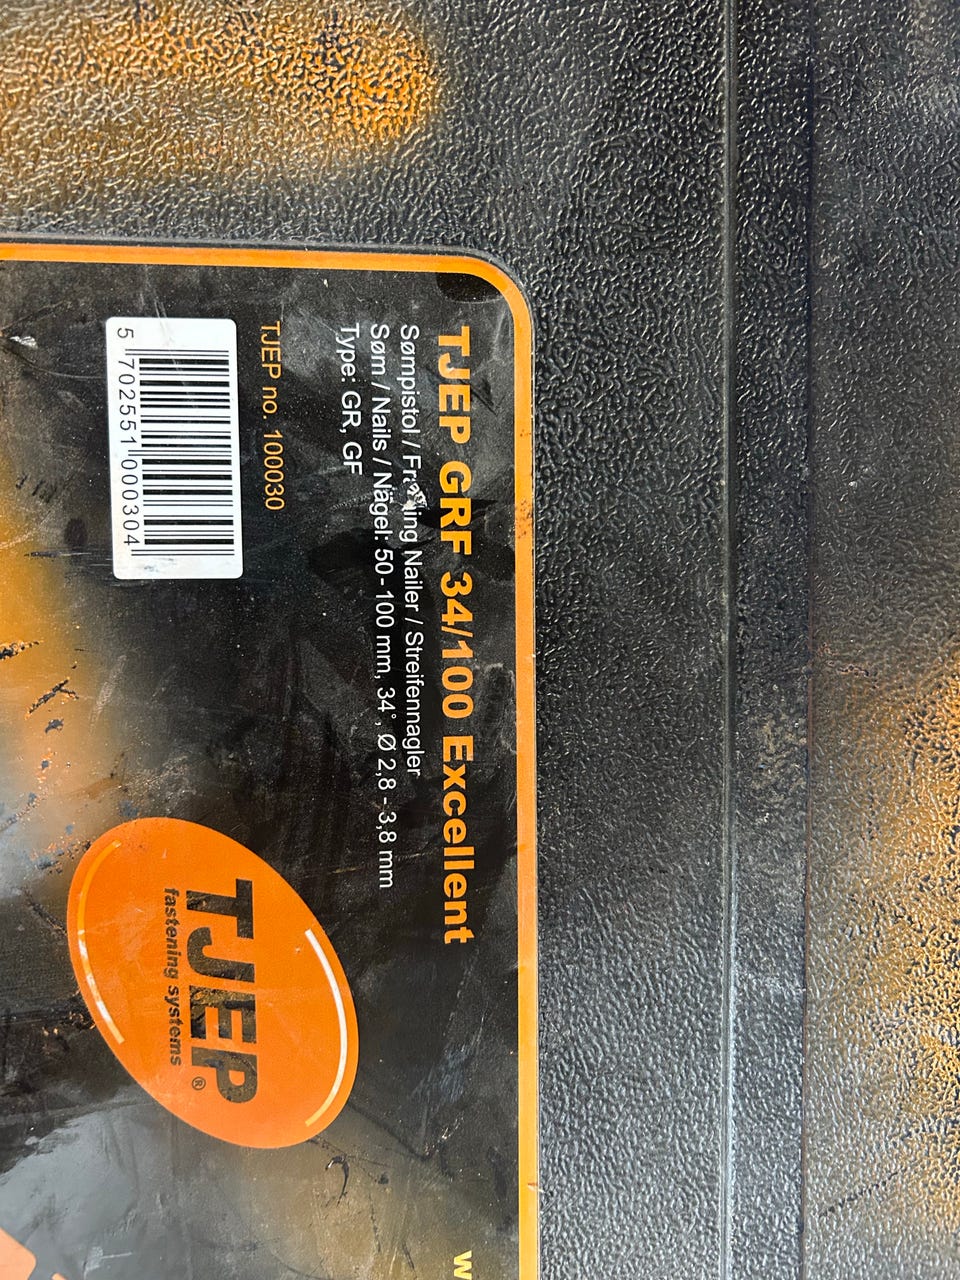 TJEP GRF 34/100 Excellent
Sømpistol / Framing Nailer / Streifennagler
Søm / Nails / Nägel: 50 - 100 mm, 34°, Ø 2,8 - 3,8 mm
Type: GR, GF
TJEP no. 100030
5 702551 000304
TJEP®
fastening systems
w